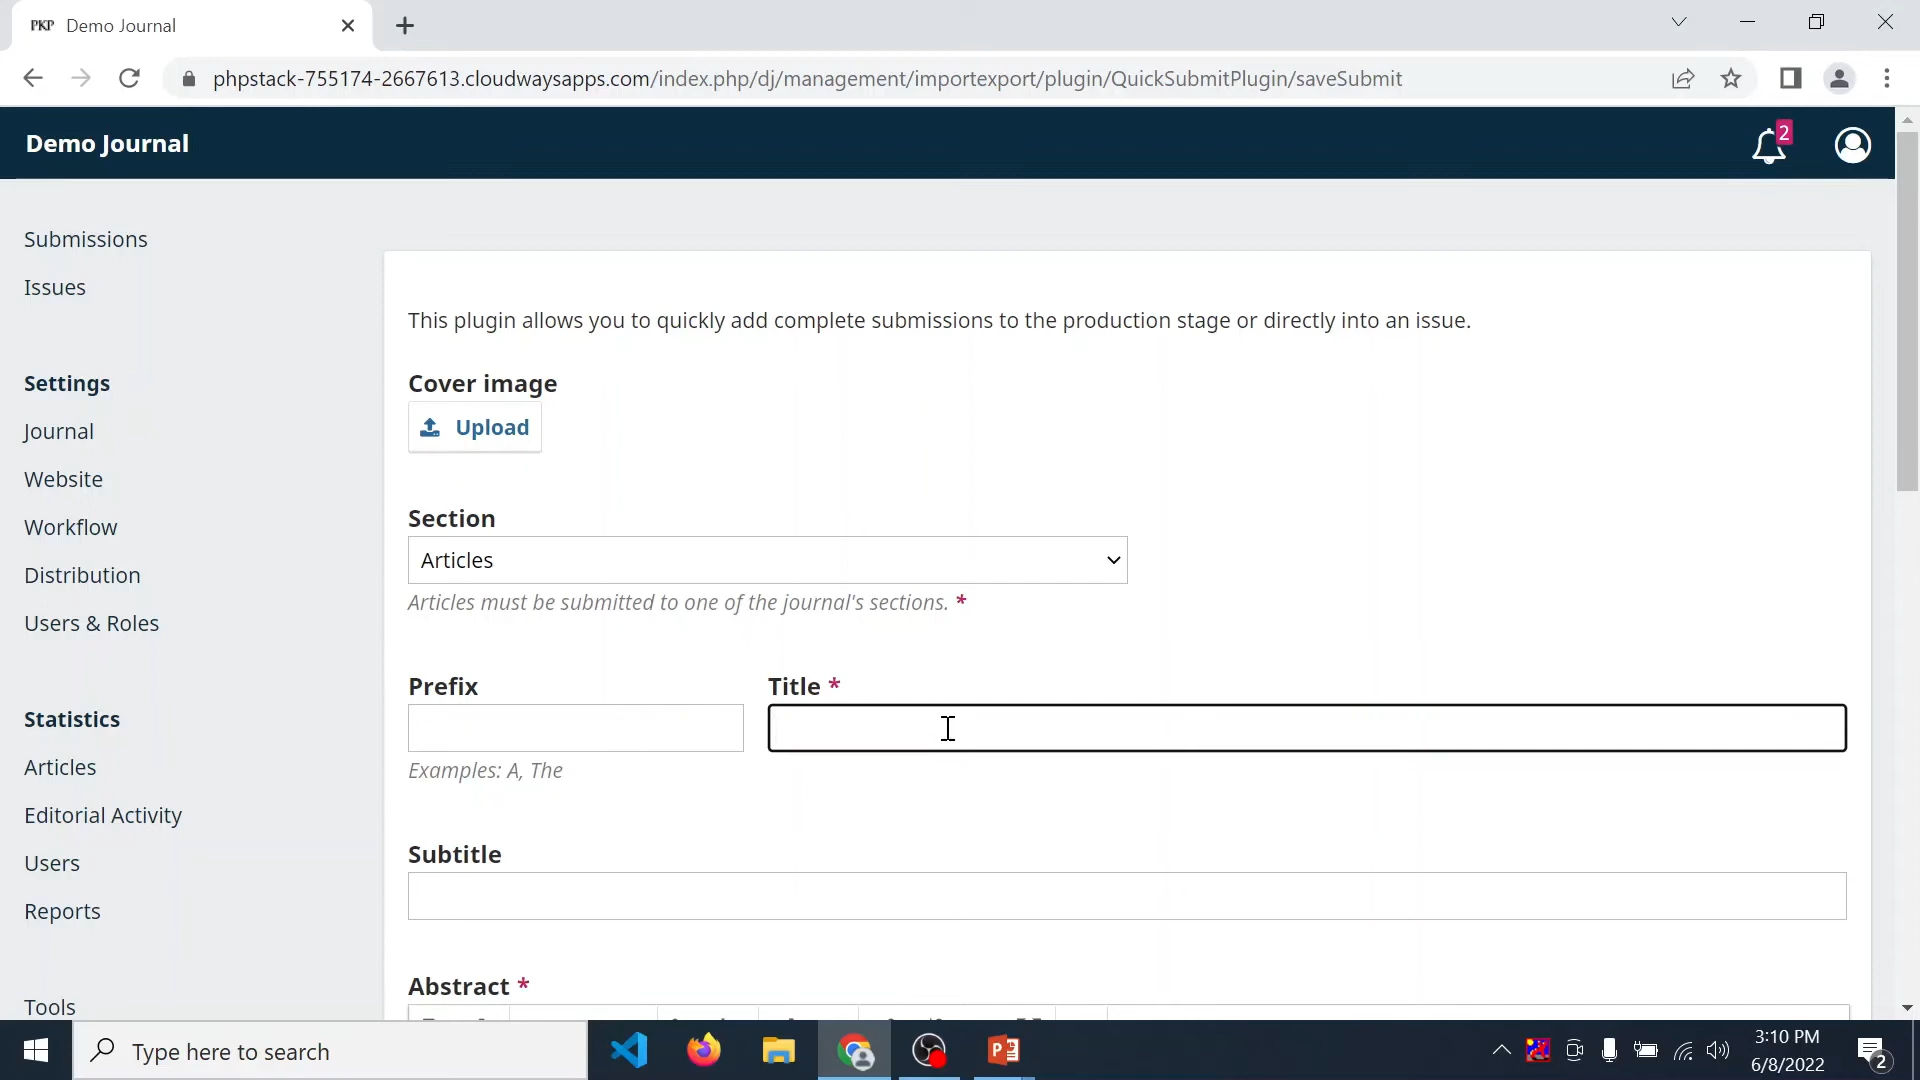 PKP Demo Journal
phpstack-755174-2667613.cloudwaysapps.com/index.php/dj/management/importexport/plugin/QuickSubmitPlugin/saveSubmit
Demo Journal
2
Submissions
Issues
Settings
Journal
Website
Workflow
Distribution
Users & Roles
Statistics
Articles
Editorial Activity
Users
Reports
Tools
This plugin allows you to quickly add complete submissions to the production stage or directly into an issue.
Cover image
Upload
Section
Articles
Articles must be submitted to one of the journal's sections. *
Prefix
Title *
Examples: A, The
Subtitle
Abstract *
Type here to search
3:10 PM
6/8/2022
2